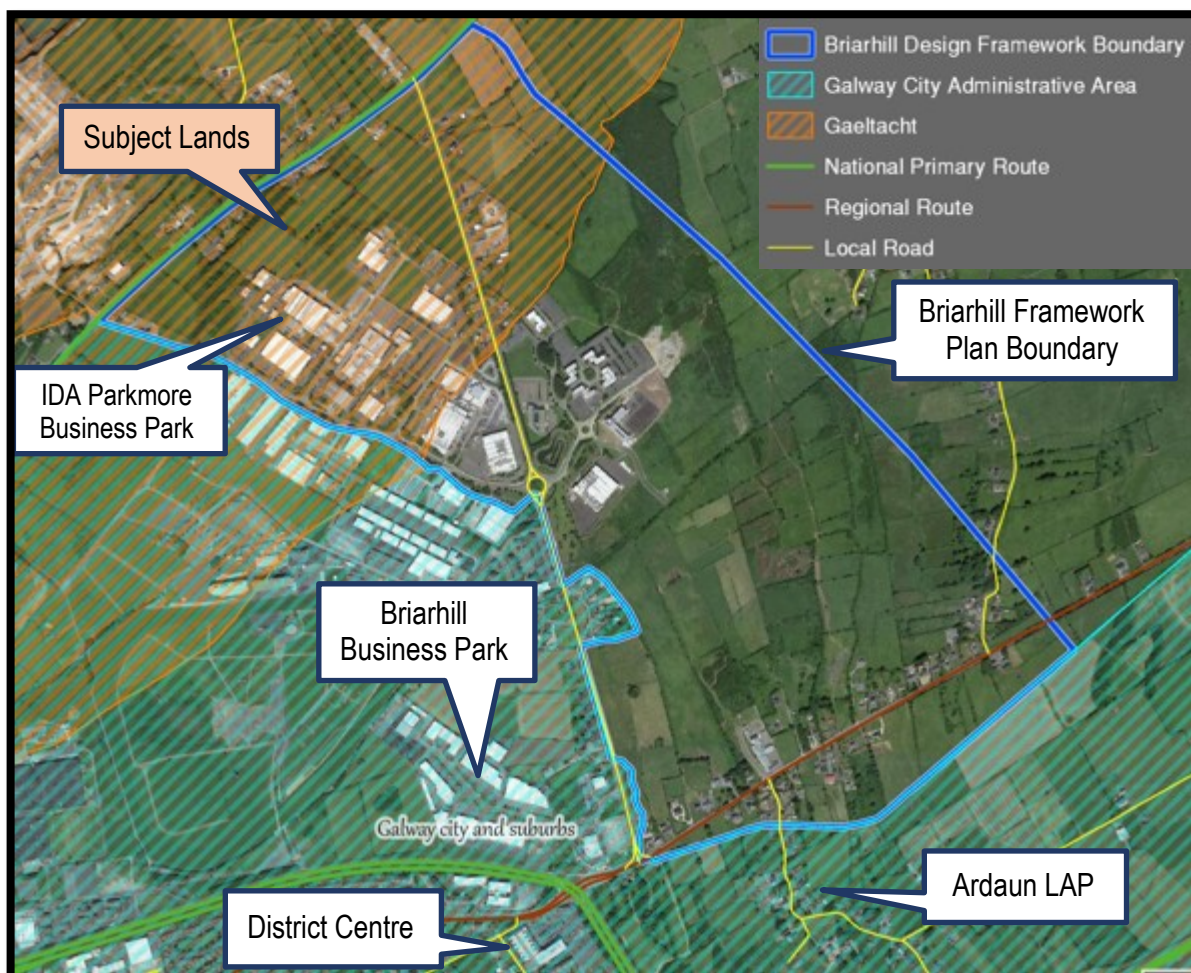 Briarhill Design Framework Boundary
Galway City Administrative Area
Gaeltacht
National Primary Route
Regional Route
Local Road
Subject Lands
Briarhill Framework
Plan Boundary
IDA Parkmore
Business Park
Briarhill
Business Park
Galway city and suburbs
Ardaun LAP
District Centre